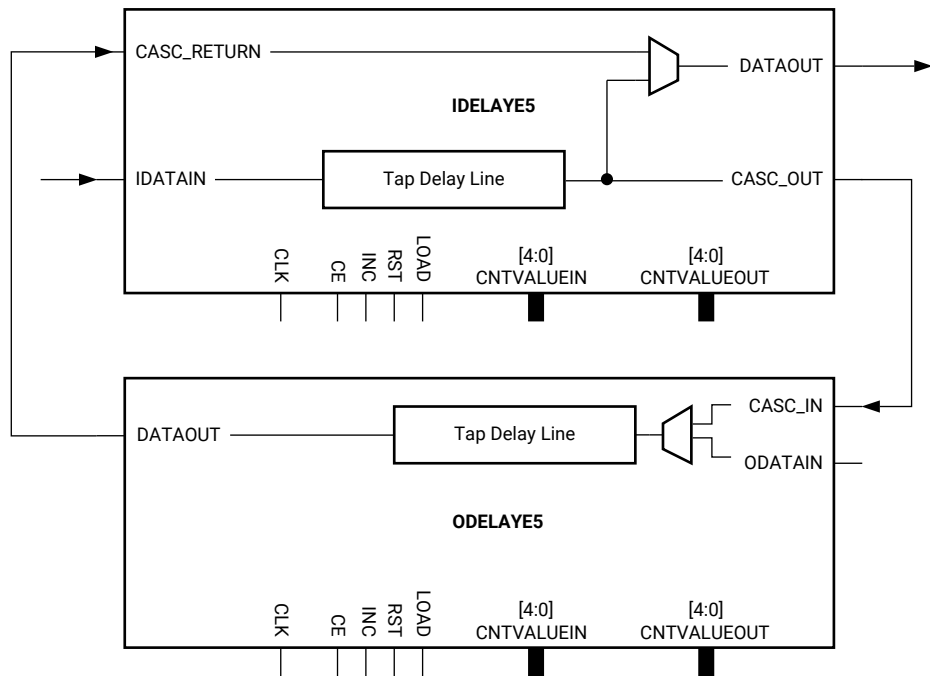 CASC_RETURN
DATAOUT
IDELAYE5
IDATAIN
Tap Delay Line
CASC_OUT
CLK
CE
INC
RST
LOAD
[4:0]
CNTVALUEIN
[4:0]
CNTVALUEOUT
CASC_IN
DATAOUT
Tap Delay Line
ODATAIN
ODELAYE5
CLK
CE
INC
RST
LOAD
[4:0]
CNTVALUEIN
[4:0]
CNTVALUEOUT